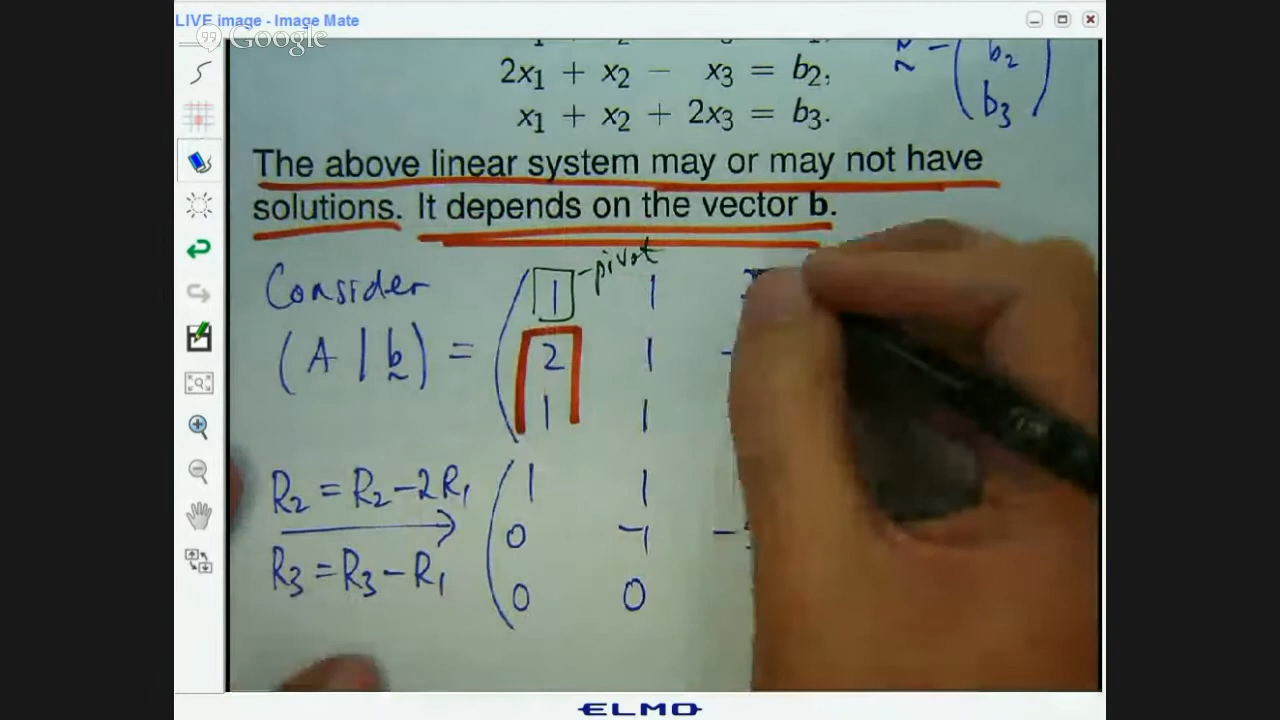 LIVE image - Image Mate
Google
2x₁ + x₂ − x₃ = b₂,
x₁ + x₂ + 2x₃ = b₃.
b₂
b₃
The above linear system may or may not have
solutions. It depends on the vector b.
Consider
(A | b) =
1 -pivot 1
2 1 -
1 1
R₂ = R₂ - 2R₁
R₃ = R₃ - R₁
1 1
0 -1 -
0 0
ELMO